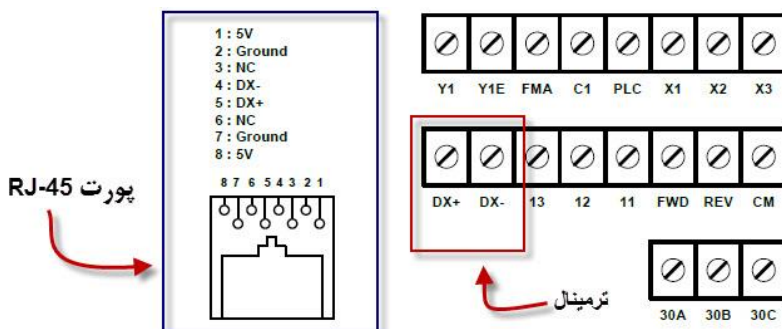 1 : 5V
2 : Ground
3 : NC
4 : DX-
5 : DX+
6 : NC
7 : Ground
8 : 5V
8 7 6 5 4 3 2 1
پورت RJ-45
Y1 Y1E FMA C1 PLC X1 X2 X3
DX+ DX- 13 12 11 FWD REV CM
ترمینال
30A 30B 30C